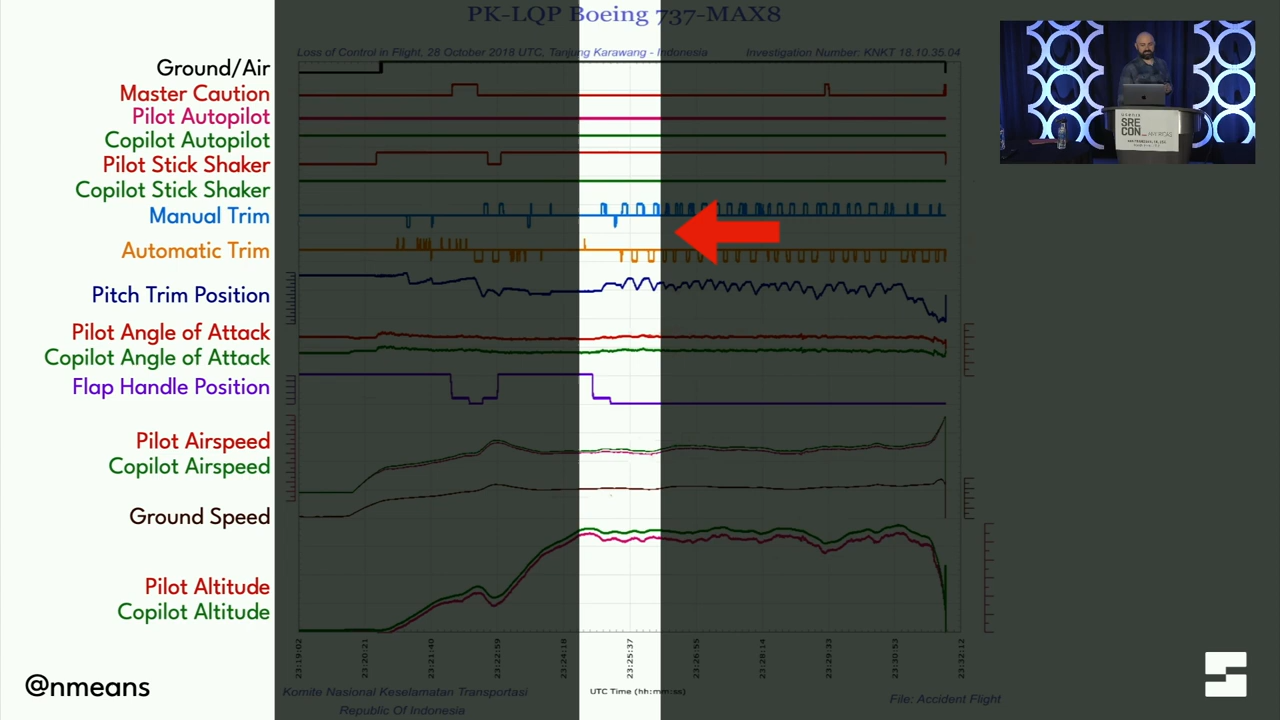 PK-LQP Boeing 737-MAX8
Loss of Control in Flight, 28 October 2018 UTC, Tanjung Karawang - Indonesia
Investigation Number: KNKT 18.10.35.04
Ground/Air
Master Caution
Pilot Autopilot
Copilot Autopilot
Pilot Stick Shaker
Copilot Stick Shaker
Manual Trim
Automatic Trim
Pitch Trim Position
Pilot Angle of Attack
Copilot Angle of Attack
Flap Handle Position
Pilot Airspeed
Copilot Airspeed
Ground Speed
Pilot Altitude
Copilot Altitude
23:19:02
23:20:21
23:21:40
23:22:59
23:24:18
23:25:37
23:26:55
23:28:14
23:29:33
23:30:53
23:32:12
UTC Time (hh:mm:ss)
Komite Nasional Keselamatan Transportasi
Republic Of Indonesia
File: Accident Flight
@nmeans
SRE
CON